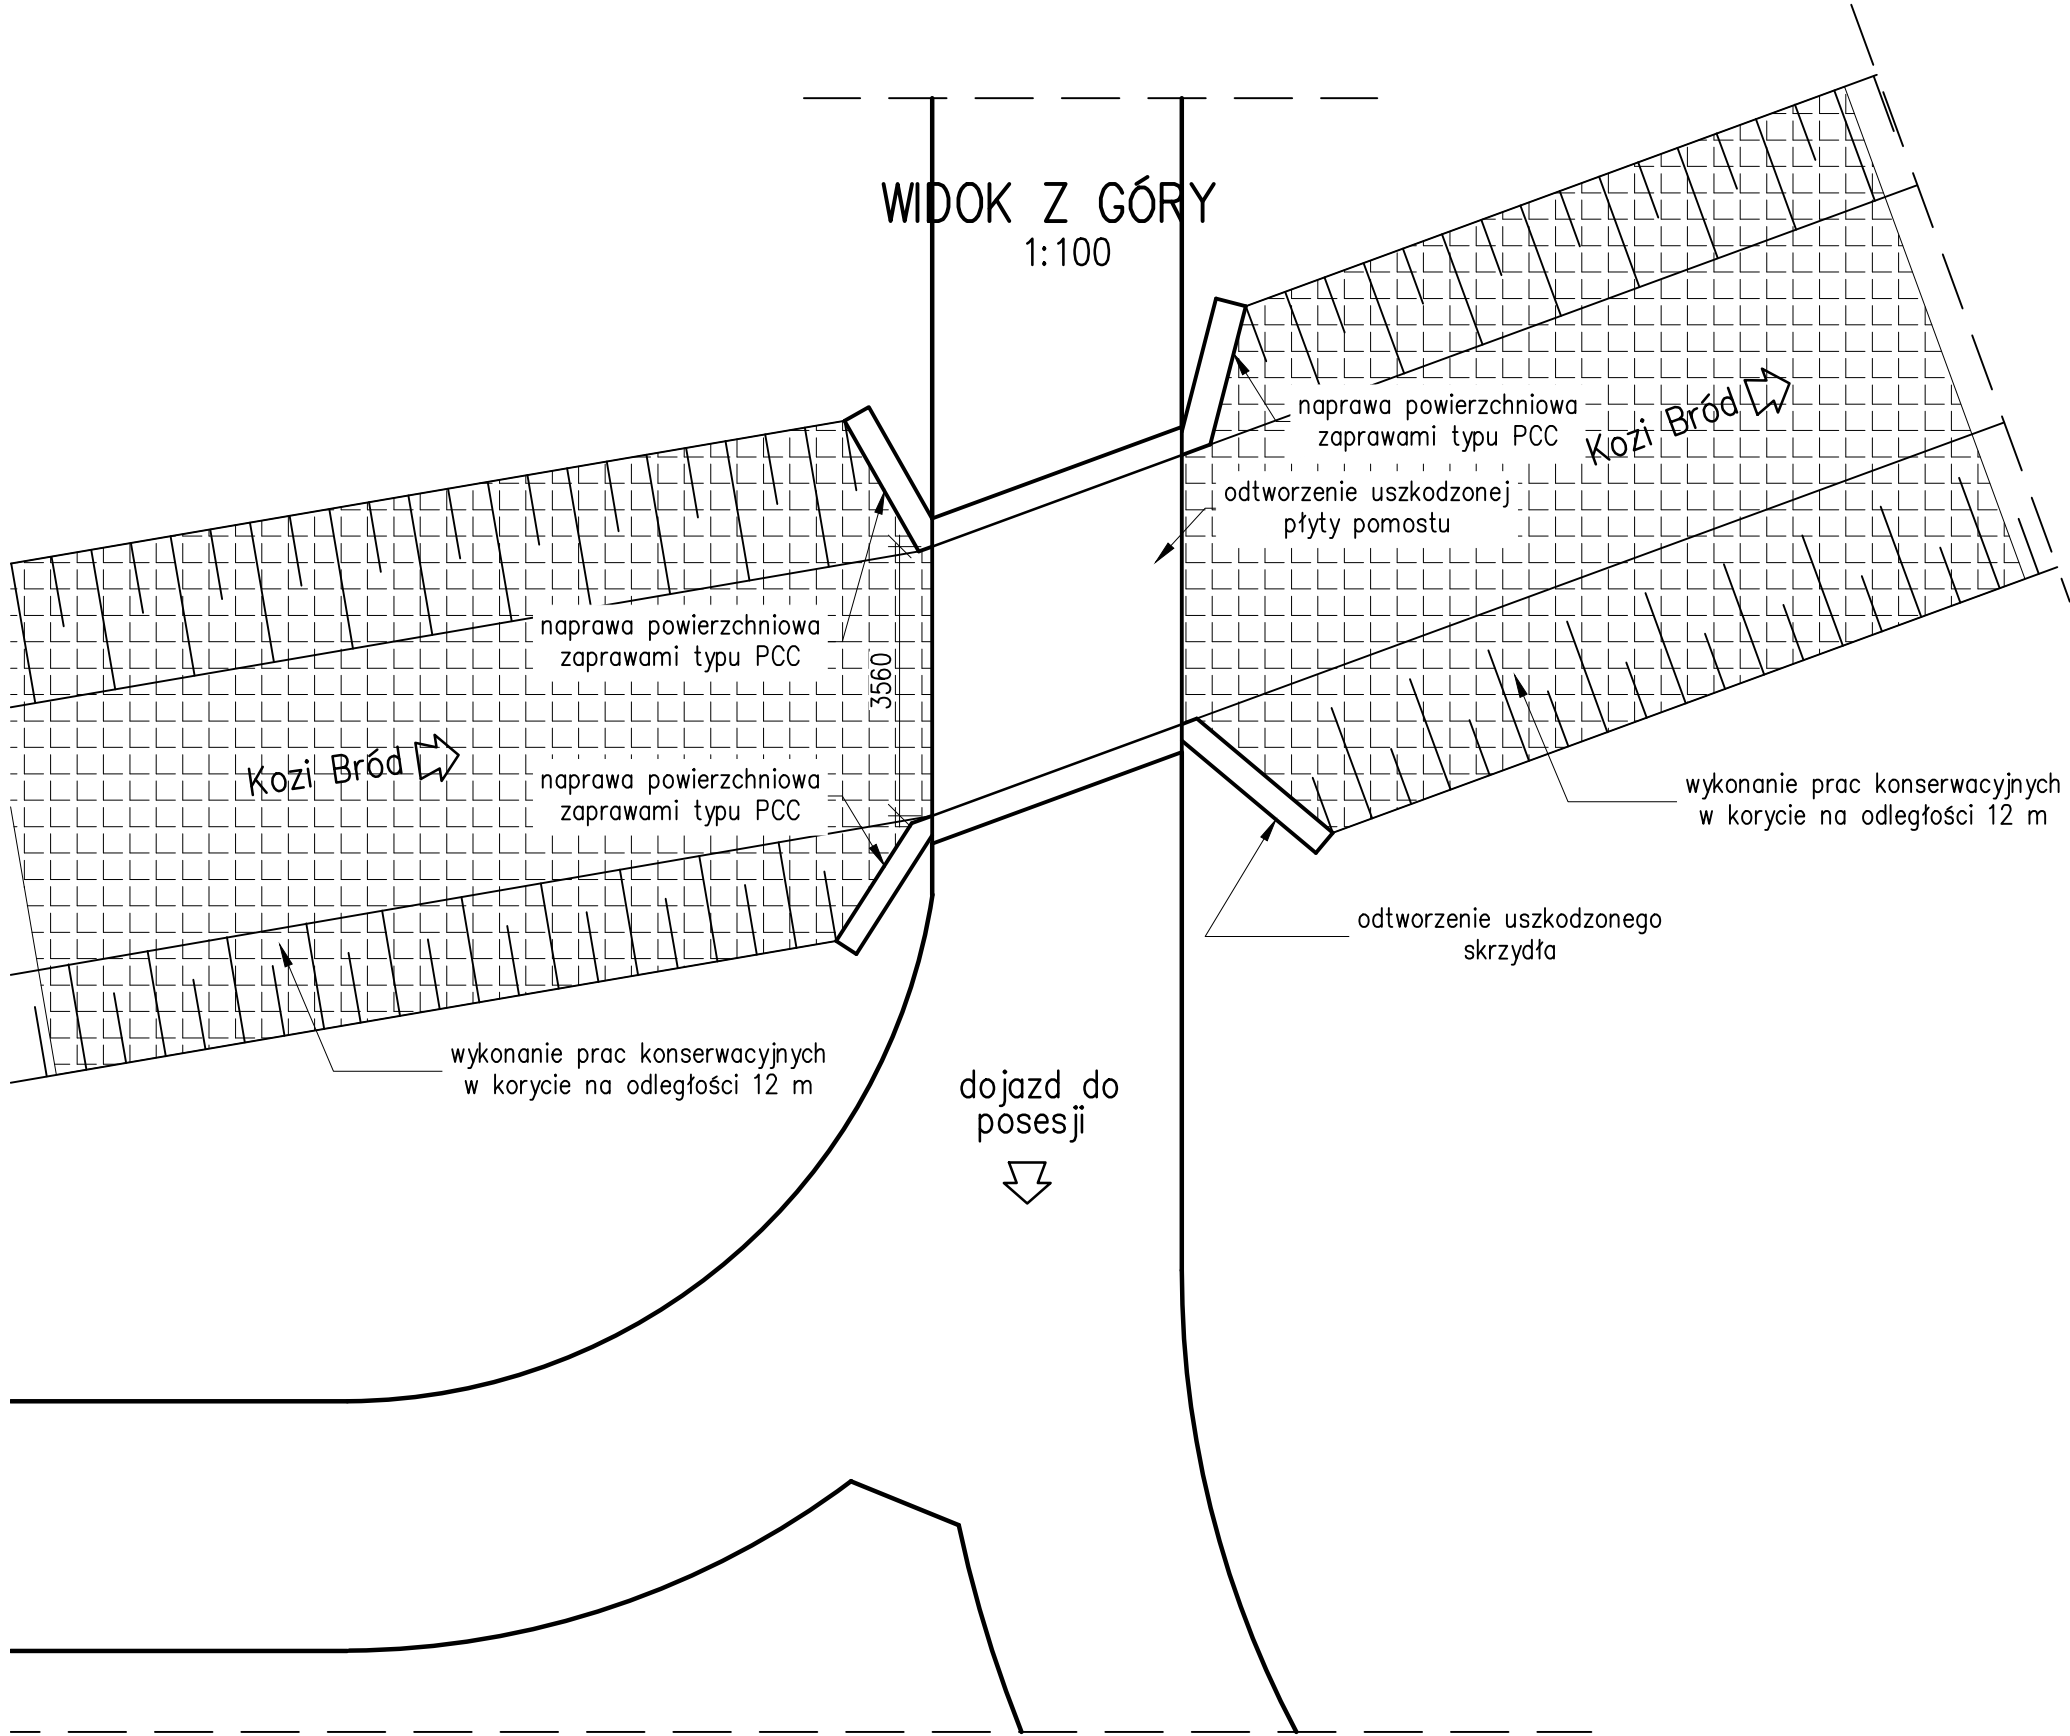 WIDOK Z GÓRY
1:100
naprawa powierzchniowa
zaprawami typu PCC
Kozi Bród
odtworzenie uszkodzonej
płyty pomostu
naprawa powierzchniowa
zaprawami typu PCC
3560
Kozi Bród
naprawa powierzchniowa
zaprawami typu PCC
wykonanie prac konserwacyjnych
w korycie na odległości 12 m
odtworzenie uszkodzonego
skrzydła
wykonanie prac konserwacyjnych
w korycie na odległości 12 m
dojazd do
posesji